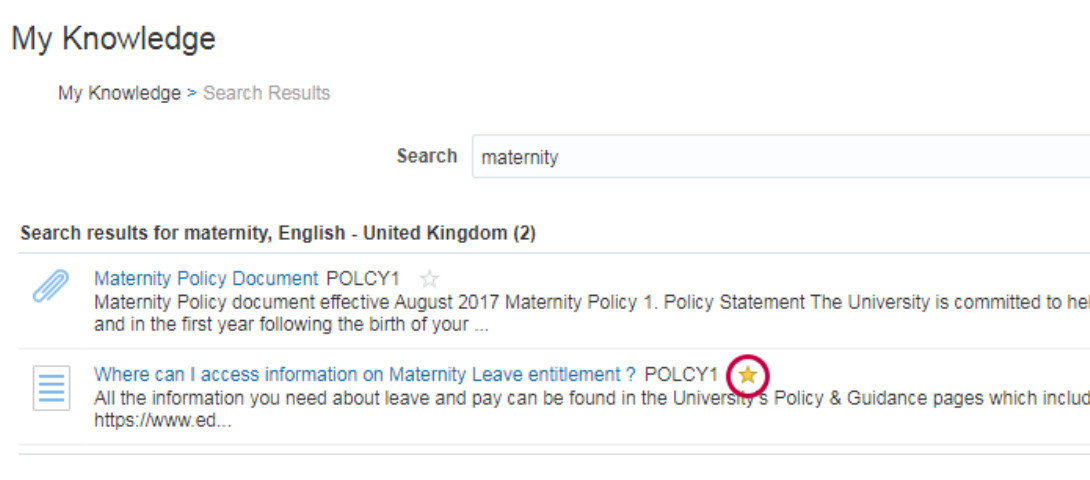 My Knowledge
My Knowledge > Search Results
Search maternity
Search results for maternity, English - United Kingdom (2)
Maternity Policy Document POLCY1
Maternity Policy document effective August 2017 Maternity Policy 1. Policy Statement The University is committed to hel
and in the first year following the birth of your ...
Where can I access information on Maternity Leave entitlement ? POLCY1
All the information you need about leave and pay can be found in the University's Policy & Guidance pages which includ
https://www.ed...